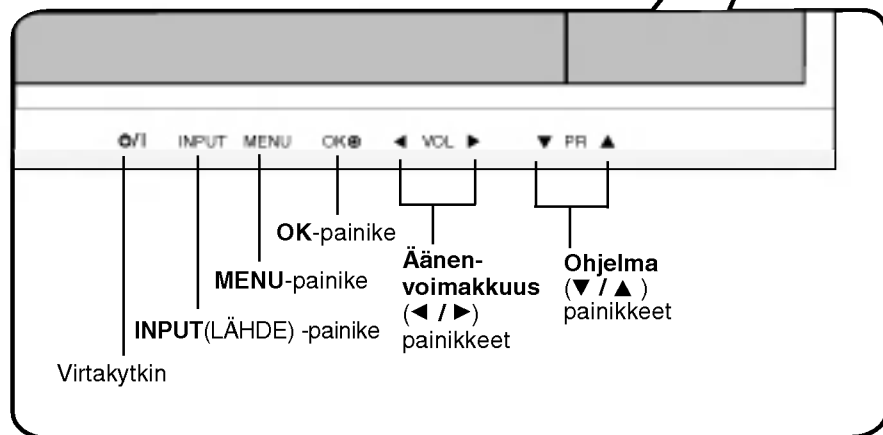 ⏻/I INPUT MENU OK⊕ ◄ VOL ► ▼ PR ▲
OK-painike
MENU-painike
INPUT(LÄHDE) -painike
Virtakytkin
Äänen-
voimakkuus
(◄ / ►)
painikkeet
Ohjelma
(▼ / ▲ )
painikkeet